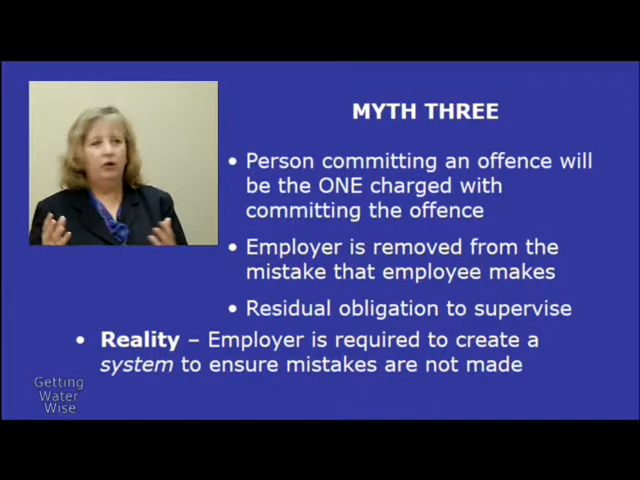 MYTH THREE
• Person committing an offence will
be the ONE charged with
committing the offence
• Employer is removed from the
mistake that employee makes
• Residual obligation to supervise
• Reality – Employer is required to create a
system to ensure mistakes are not made
Getting
Water
Wise